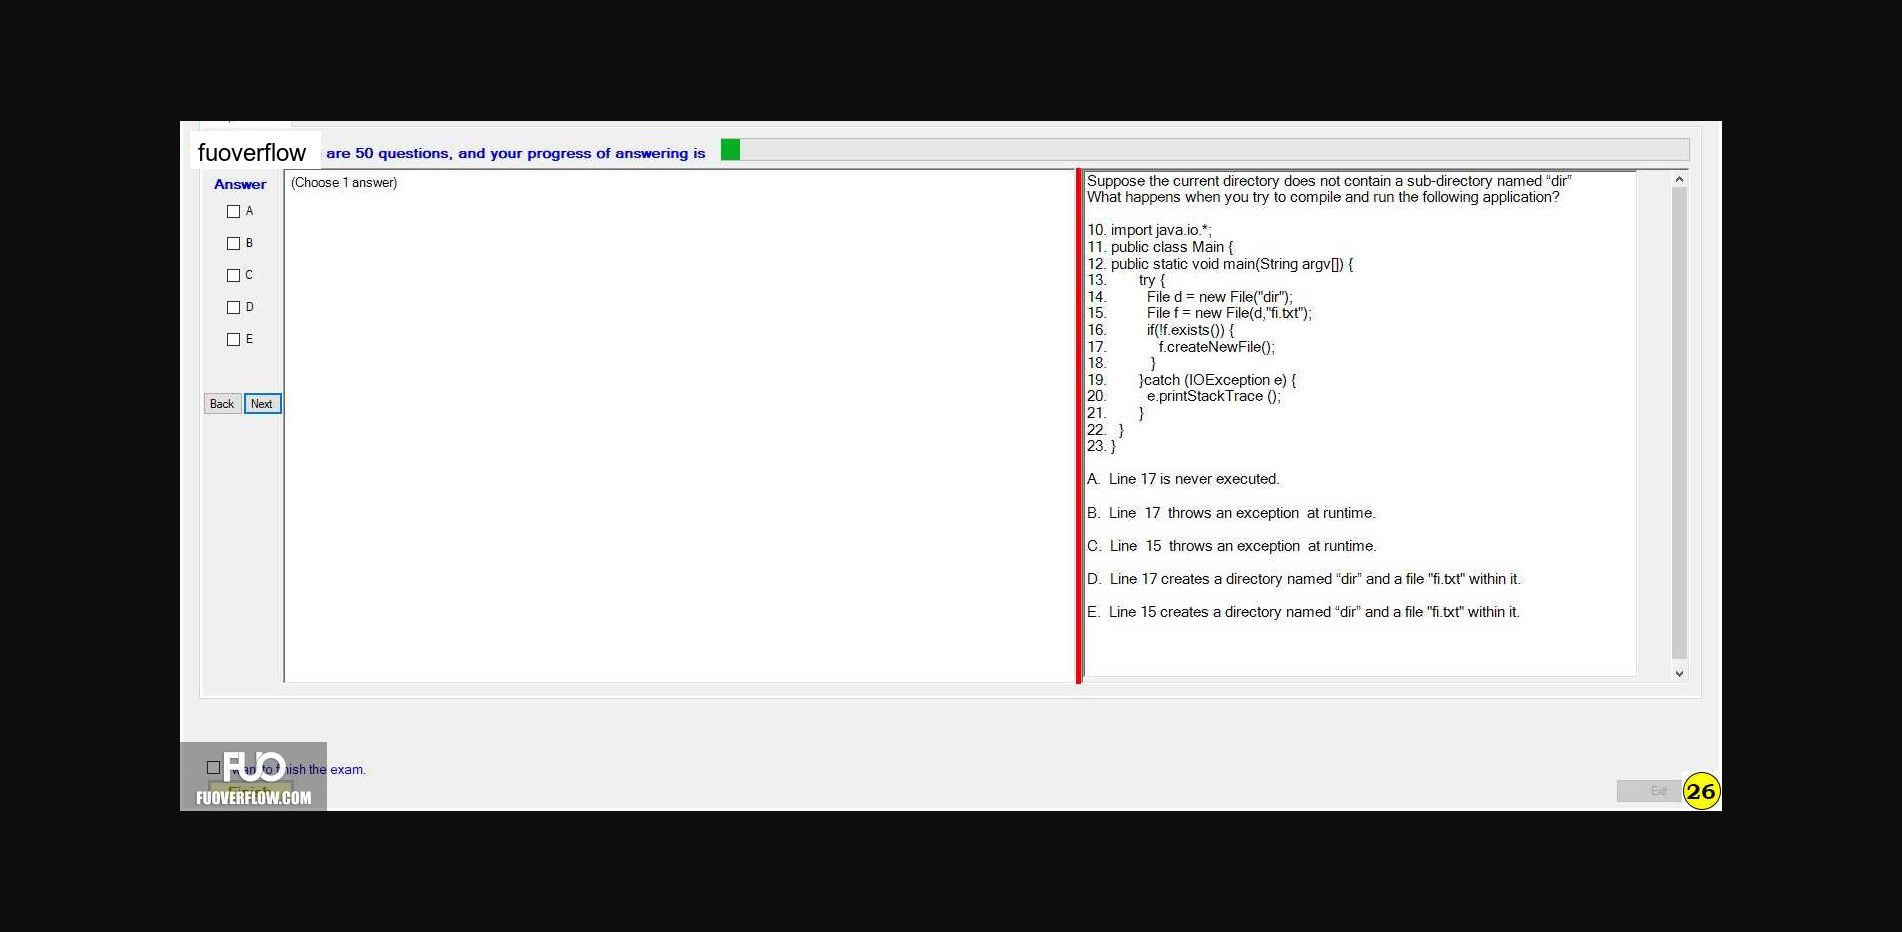 fuoverflow are 50 questions, and your progress of answering is
Answer
(Choose 1 answer)
A
B
C
D
E
Back Next
Suppose the current directory does not contain a sub-directory named “dir”
What happens when you try to compile and run the following application?
10. import java.io.*;
11. public class Main {
12. public static void main(String argv[]) {
13. try {
14. File d = new File("dir");
15. File f = new File(d,"fi.txt");
16. if(!f.exists()) {
17. f.createNewFile();
18. }
19. }catch (IOException e) {
20. e.printStackTrace ();
21. }
22. }
23. }
A. Line 17 is never executed.
B. Line 17 throws an exception at runtime.
C. Line 15 throws an exception at runtime.
D. Line 17 creates a directory named “dir” and a file "fi.txt" within it.
E. Line 15 creates a directory named “dir” and a file "fi.txt" within it.
FUO
want to finish the exam.
Finish
FUOVERFLOW.COM
Exit
26